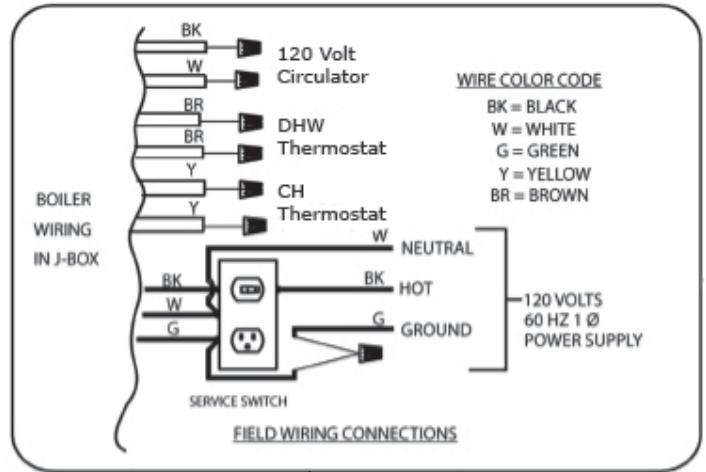 BK
120 Volt
Circulator
W
BR
DHW
Thermostat
BR
Y
CH
Thermostat
Y
WIRE COLOR CODE
BK = BLACK
W = WHITE
G = GREEN
Y = YELLOW
BR = BROWN
BOILER
WIRING
IN J-BOX
W
NEUTRAL
BK
BK
HOT
W
G
G
GROUND
120 VOLTS
60 HZ 1 Ø
POWER SUPPLY
SERVICE SWITCH
FIELD WIRING CONNECTIONS